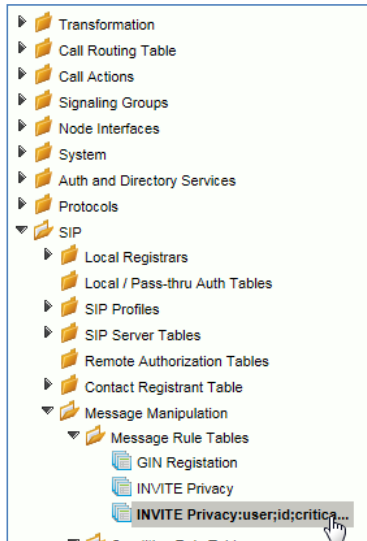 Transformation
Call Routing Table
Call Actions
Signaling Groups
Node Interfaces
System
Auth and Directory Services
Protocols
SIP
Local Registrars
Local / Pass-thru Auth Tables
SIP Profiles
SIP Server Tables
Remote Authorization Tables
Contact Registrant Table
Message Manipulation
Message Rule Tables
GIN Registation
INVITE Privacy
INVITE Privacy:user;id;critica...